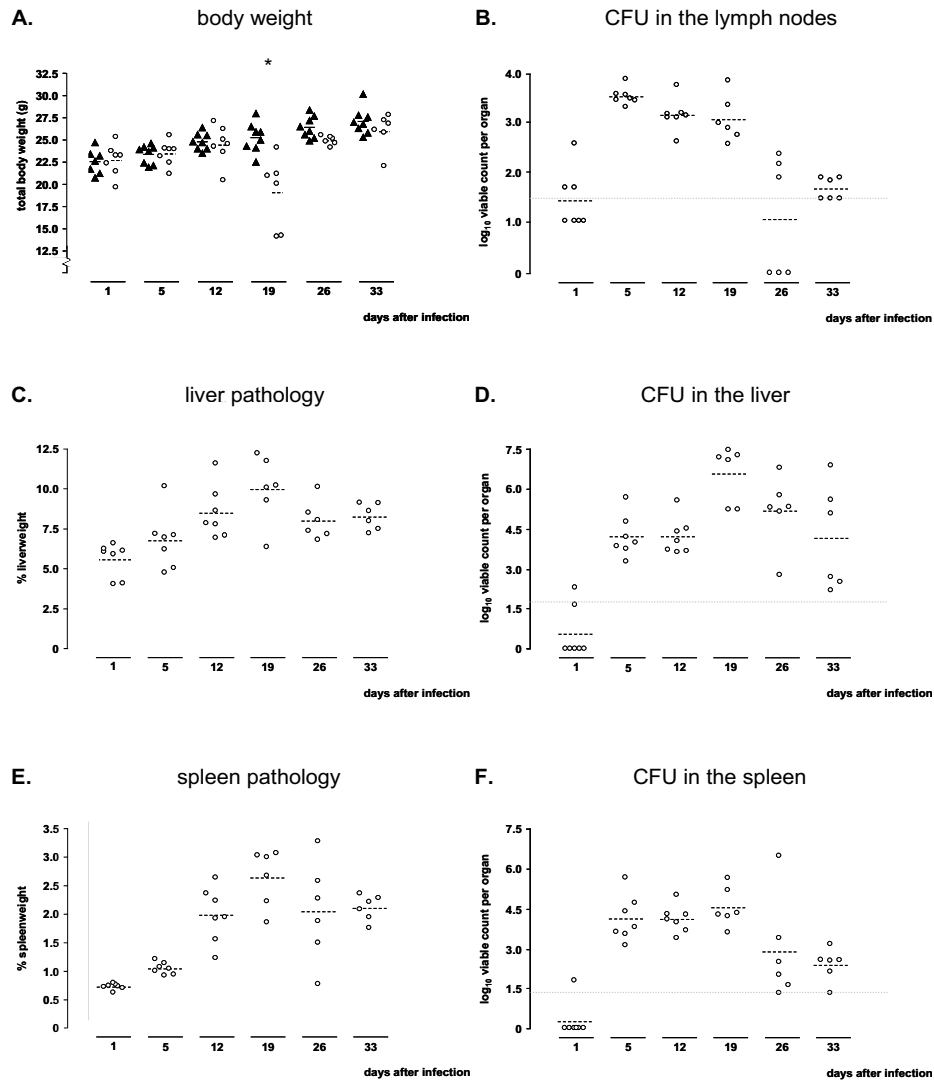 A. body weight
*
total body weight (g)
32.5
30.0
27.5
25.0
22.5
20.0
17.5
15.0
12.5
1 5 12 19 26 33
days after infection
B. CFU in the lymph nodes
log10 viable count per organ
4.0
3.0
2.0
1.0
0
1 5 12 19 26 33
days after infection
C. liver pathology
% liverweight
12.5
10.0
7.5
5.0
2.5
0
1 5 12 19 26 33
days after infection
D. CFU in the liver
log10 viable count per organ
7.5
6.0
4.5
3.0
1.5
0
1 5 12 19 26 33
days after infection
E. spleen pathology
% spleenweight
3.5
3.0
2.5
2.0
1.5
1.0
0.5
0
1 5 12 19 26 33
days after infection
F. CFU in the spleen
log10 viable count per organ
7.5
6.0
4.5
3.0
1.5
0
1 5 12 19 26 33
days after infection